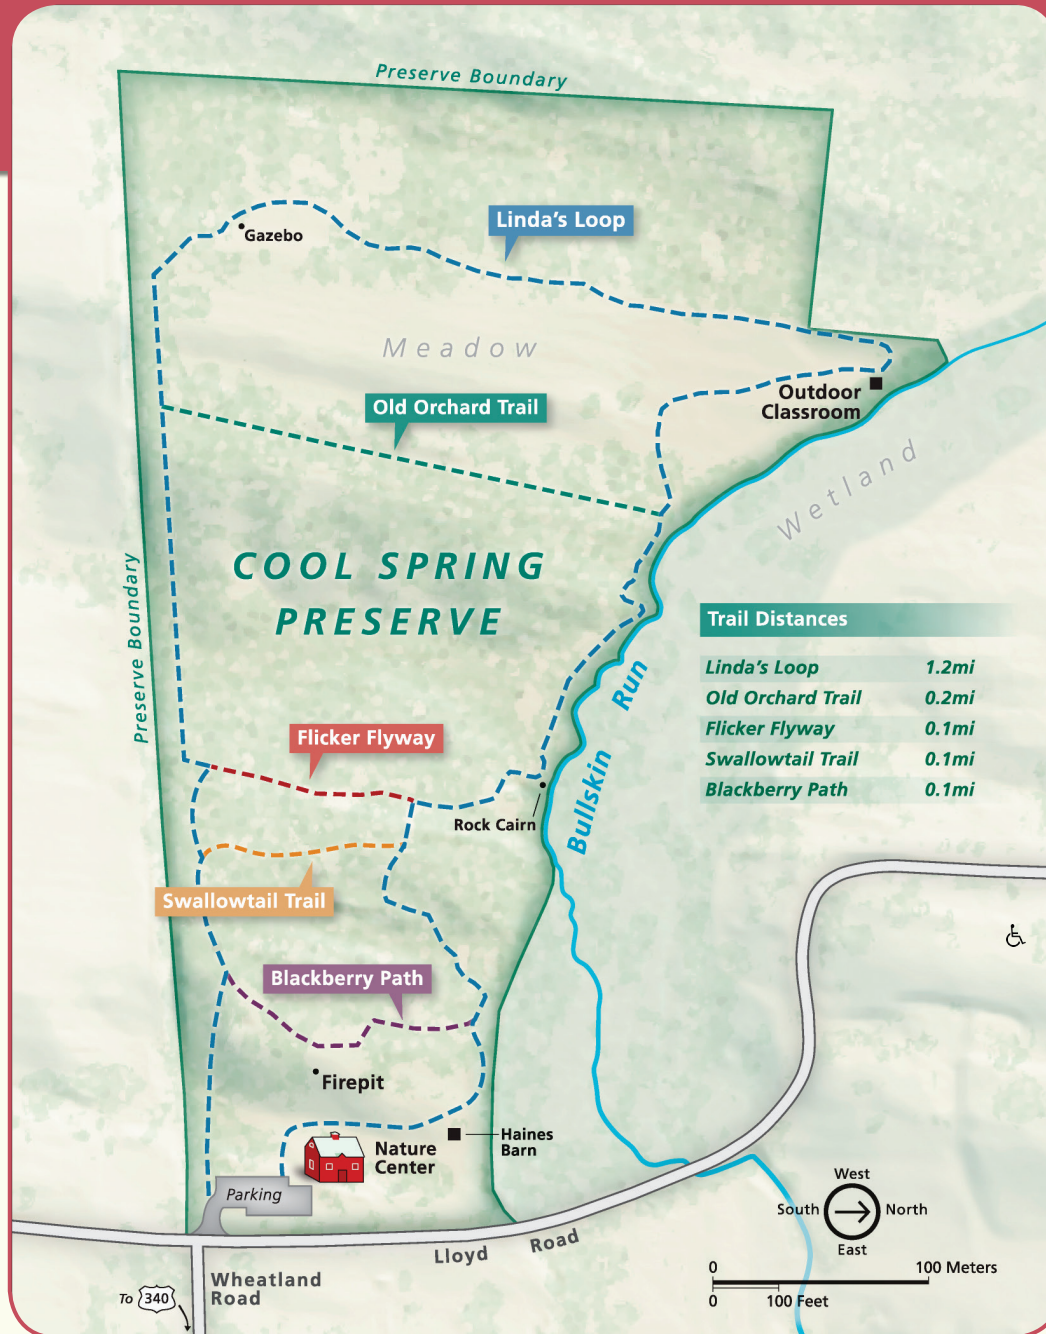 Preserve Boundary
Linda's Loop
Gazebo
Meadow
Old Orchard Trail
Outdoor
Classroom
Wetland
COOL SPRING
PRESERVE
Preserve Boundary
Trail Distances
Linda's Loop 1.2mi
Old Orchard Trail 0.2mi
Flicker Flyway 0.1mi
Swallowtail Trail 0.1mi
Blackberry Path 0.1mi
Bullskin Run
Flicker Flyway
Rock Cairn
Swallowtail Trail
Blackberry Path
Firepit
Nature
Center
Haines
Barn
Parking
Lloyd Road
Wheatland
Road
To 340
West
South North
East
0 100 Meters
0 100 Feet